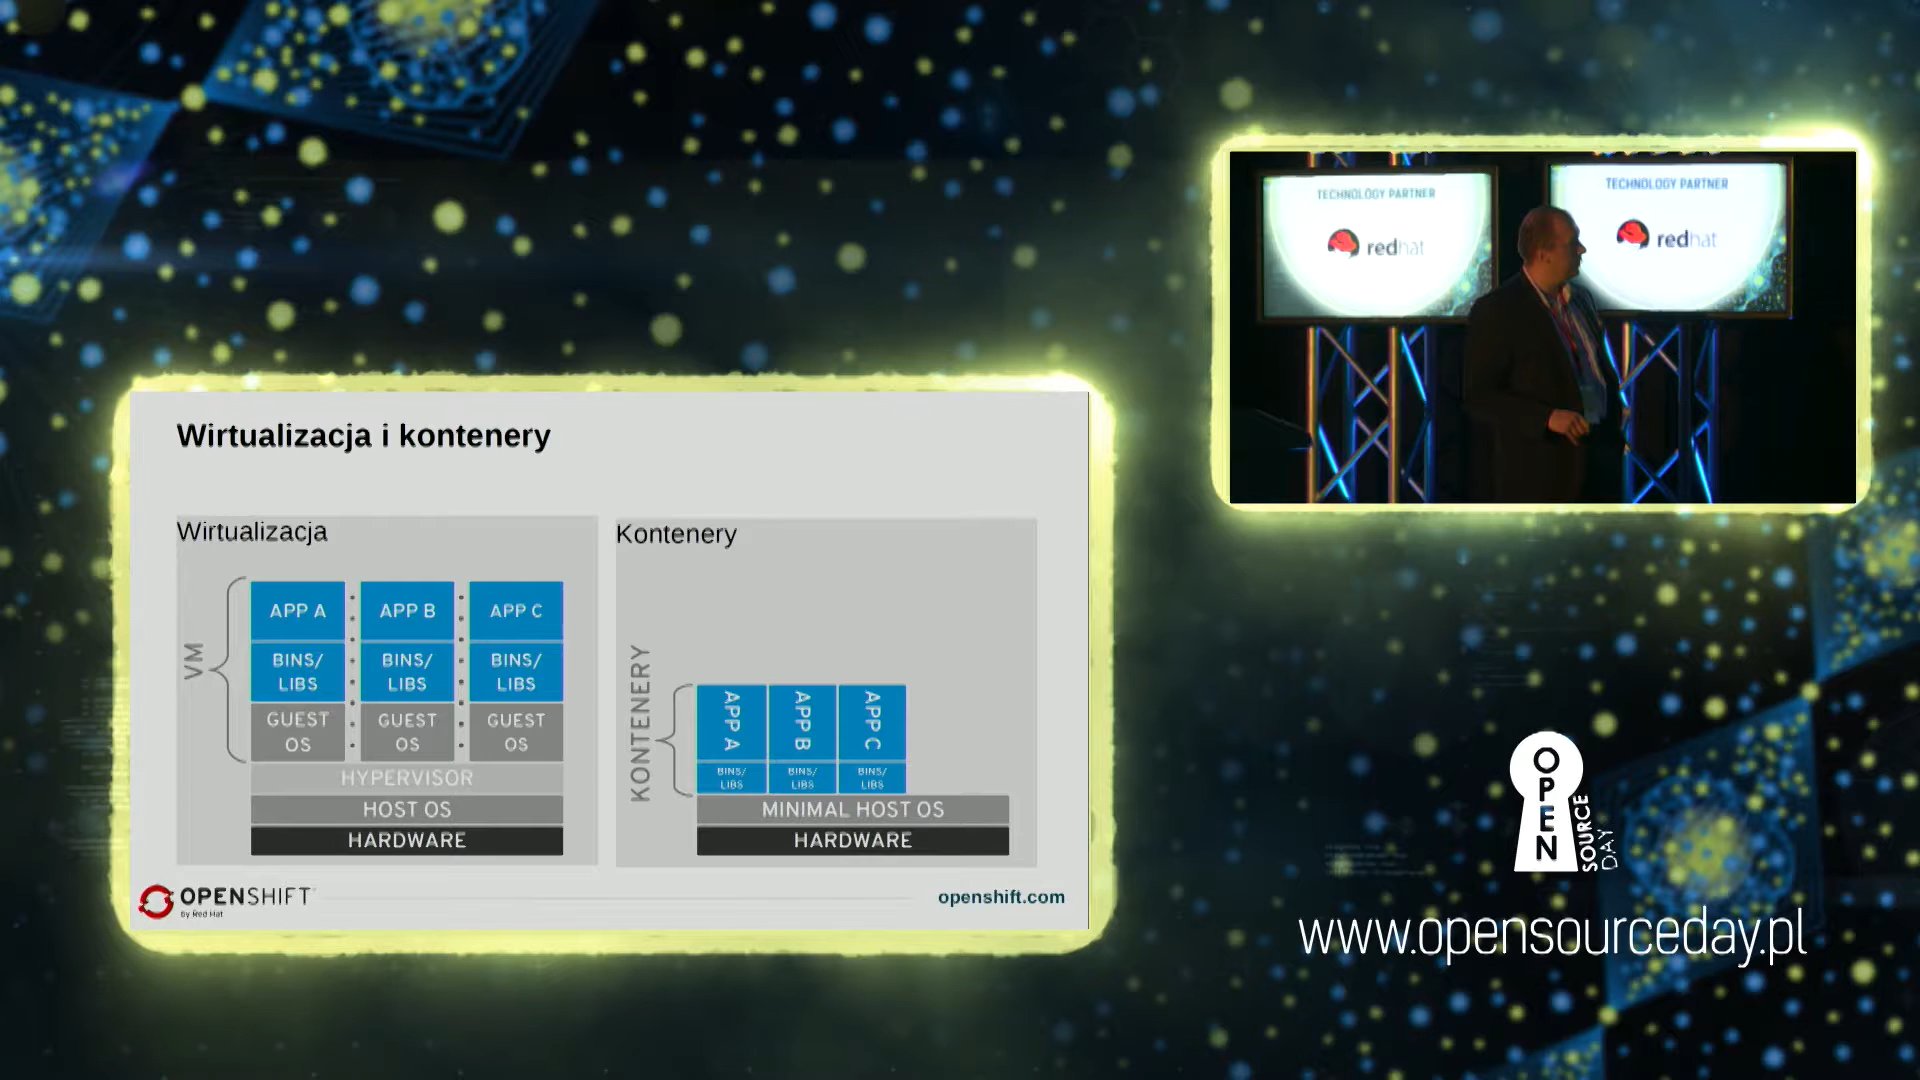 TECHNOLOGY PARTNER
redhat
TECHNOLOGY PARTNER
redhat
Wirtualizacja i kontenery
Wirtualizacja
VM
APP A
APP B
APP C
BINS/
LIBS
BINS/
LIBS
BINS/
LIBS
GUEST
OS
GUEST
OS
GUEST
OS
HYPERVISOR
HOST OS
HARDWARE
Kontenery
KONTENERY
APP A
APP B
APP C
BINS/
LIBS
BINS/
LIBS
BINS/
LIBS
MINIMAL HOST OS
HARDWARE
OPENSHIFT
by Red Hat
openshift.com
OPEN
SOURCE
DAY
www.opensourceday.pl